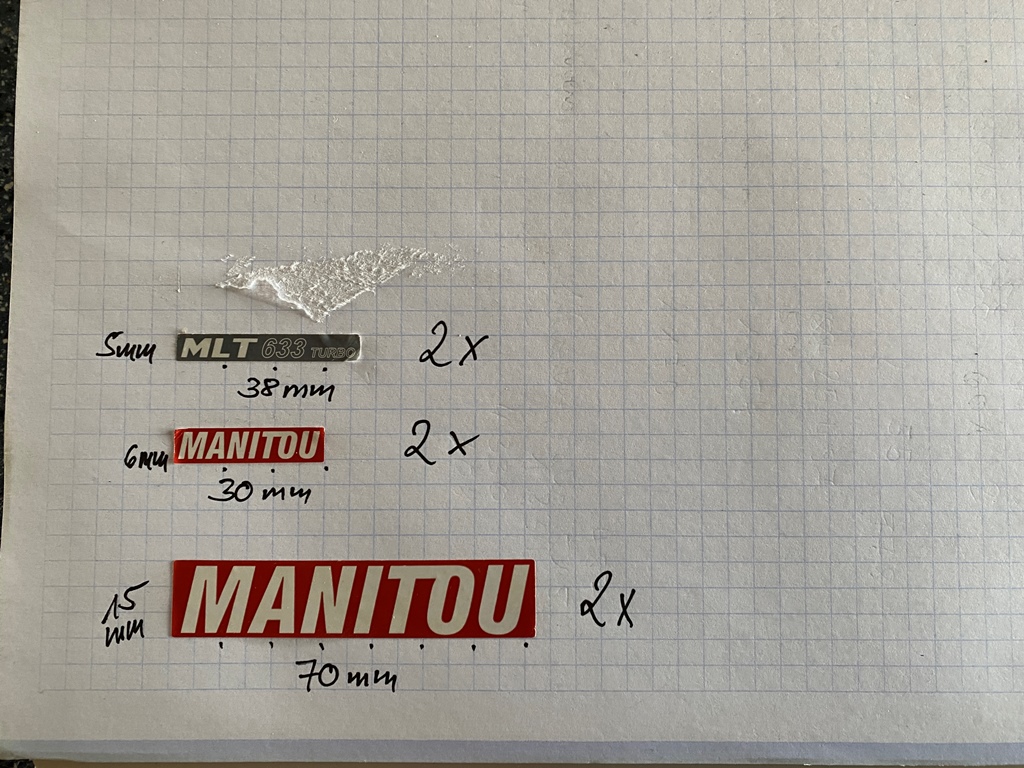 5mm MLT 633 TURBO 2x
38mm
6mm MANITOU 2x
30mm
15 mm MANITOU 2x
70mm